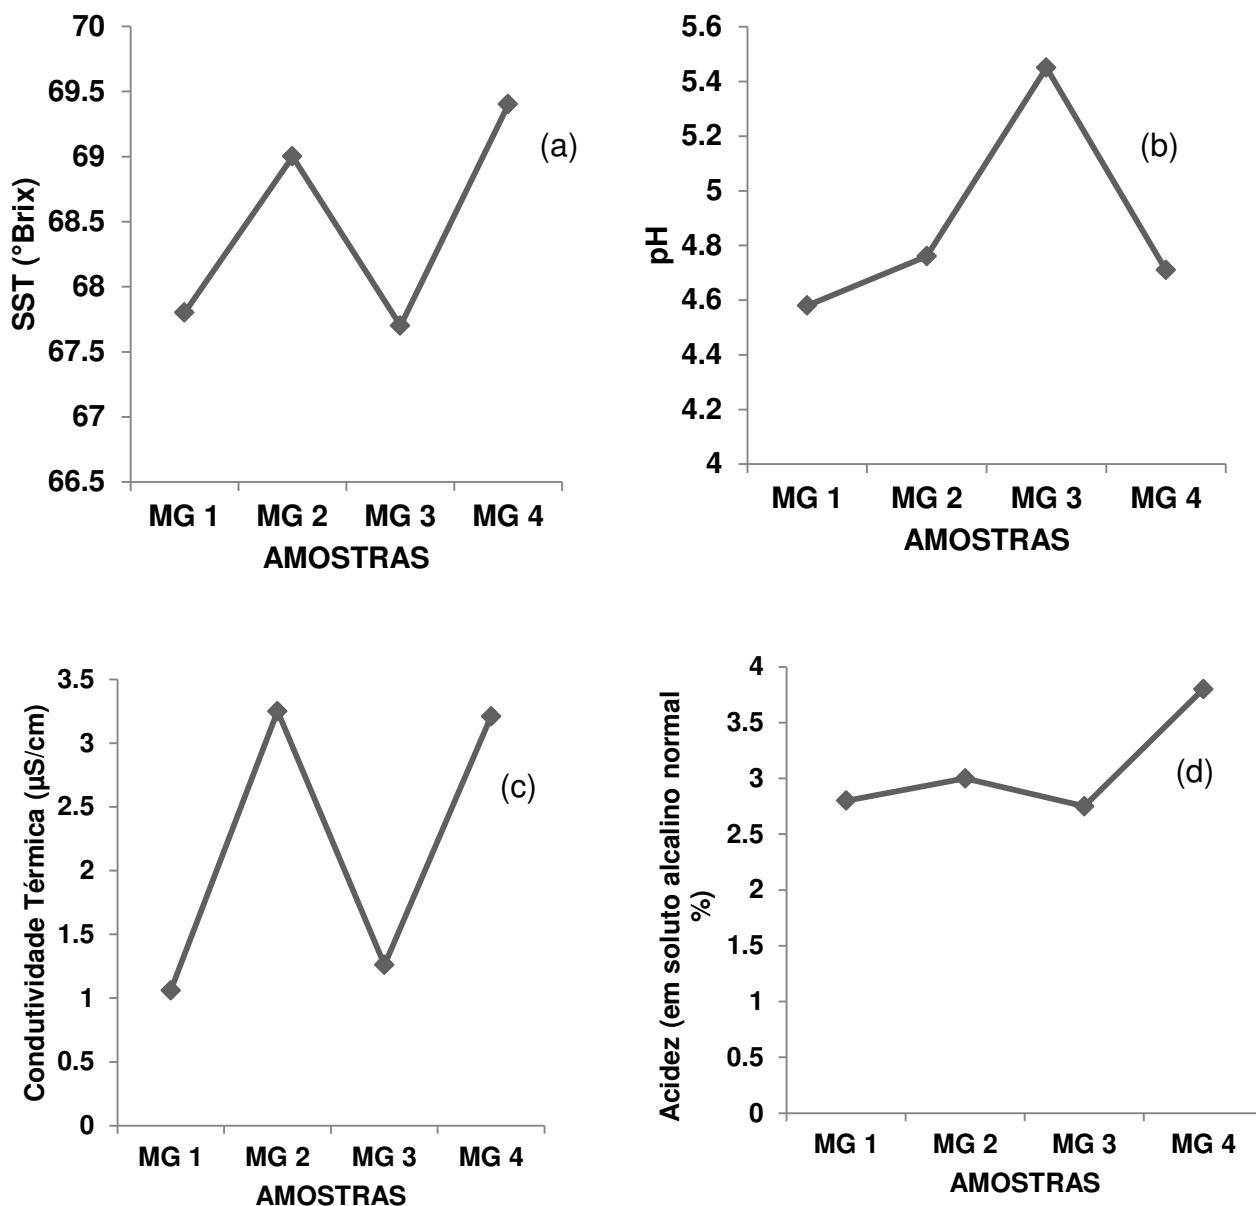 70
69.5
69
68.5
68
67.5
67
66.5
SST (°Brix)
(a)
MG 1 MG 2 MG 3 MG 4
AMOSTRAS
5.6
5.4
5.2
5
4.8
4.6
4.4
4.2
4
pH
(b)
MG 1 MG 2 MG 3 MG 4
AMOSTRAS
3.5
3
2.5
2
1.5
1
0.5
0
Condutividade Térmica (µS/cm)
(c)
MG 1 MG 2 MG 3 MG 4
AMOSTRAS
4
3.5
3
2.5
2
1.5
1
0.5
0
Acidez (em soluto alcalino normal
%)
(d)
MG 1 MG 2 MG 3 MG 4
AMOSTRAS